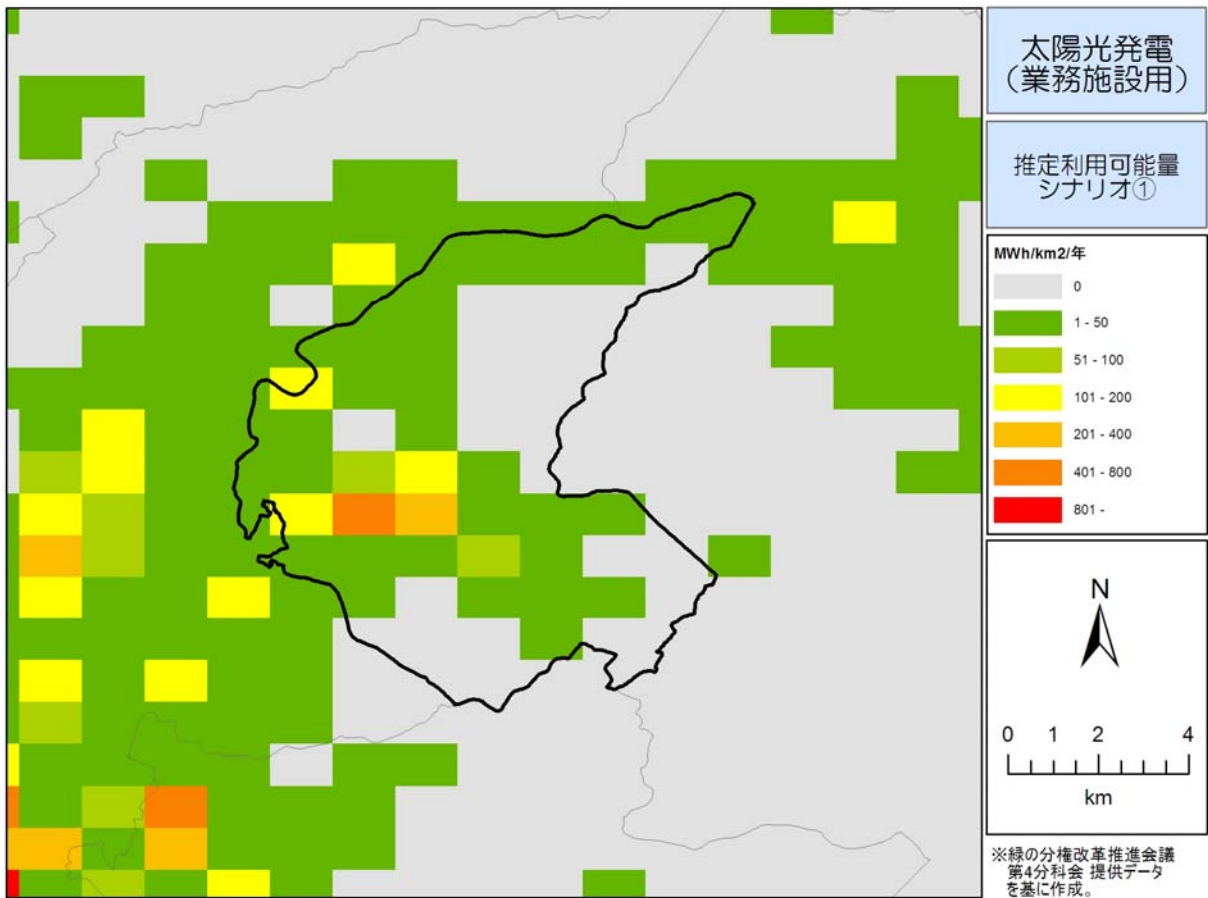 太陽光発電
（業務施設用）
推定利用可能量
シナリオ①
MWh/km2/年
0
1 - 50
51 - 100
101 - 200
201 - 400
401 - 800
801 -
N
0 1 2 4
km
※緑の分権改革推進会議
第4分科会 提供データ
を基に作成。